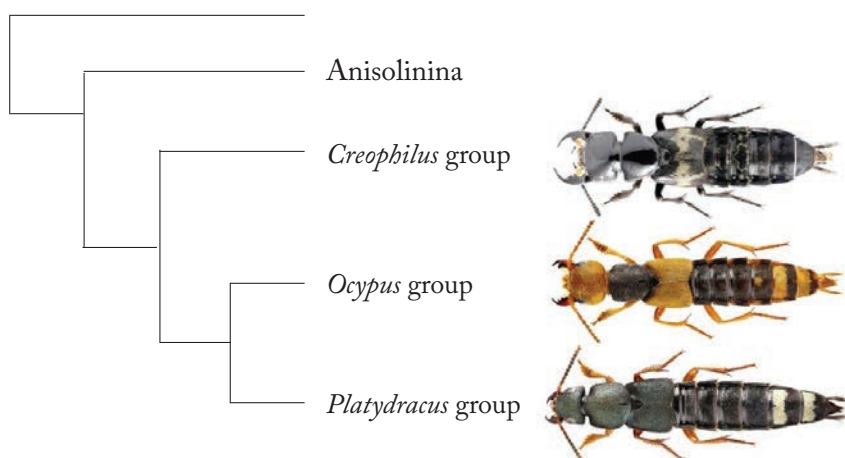 Anisolinina
Creophilus group
Ocypus group
Platydracus group